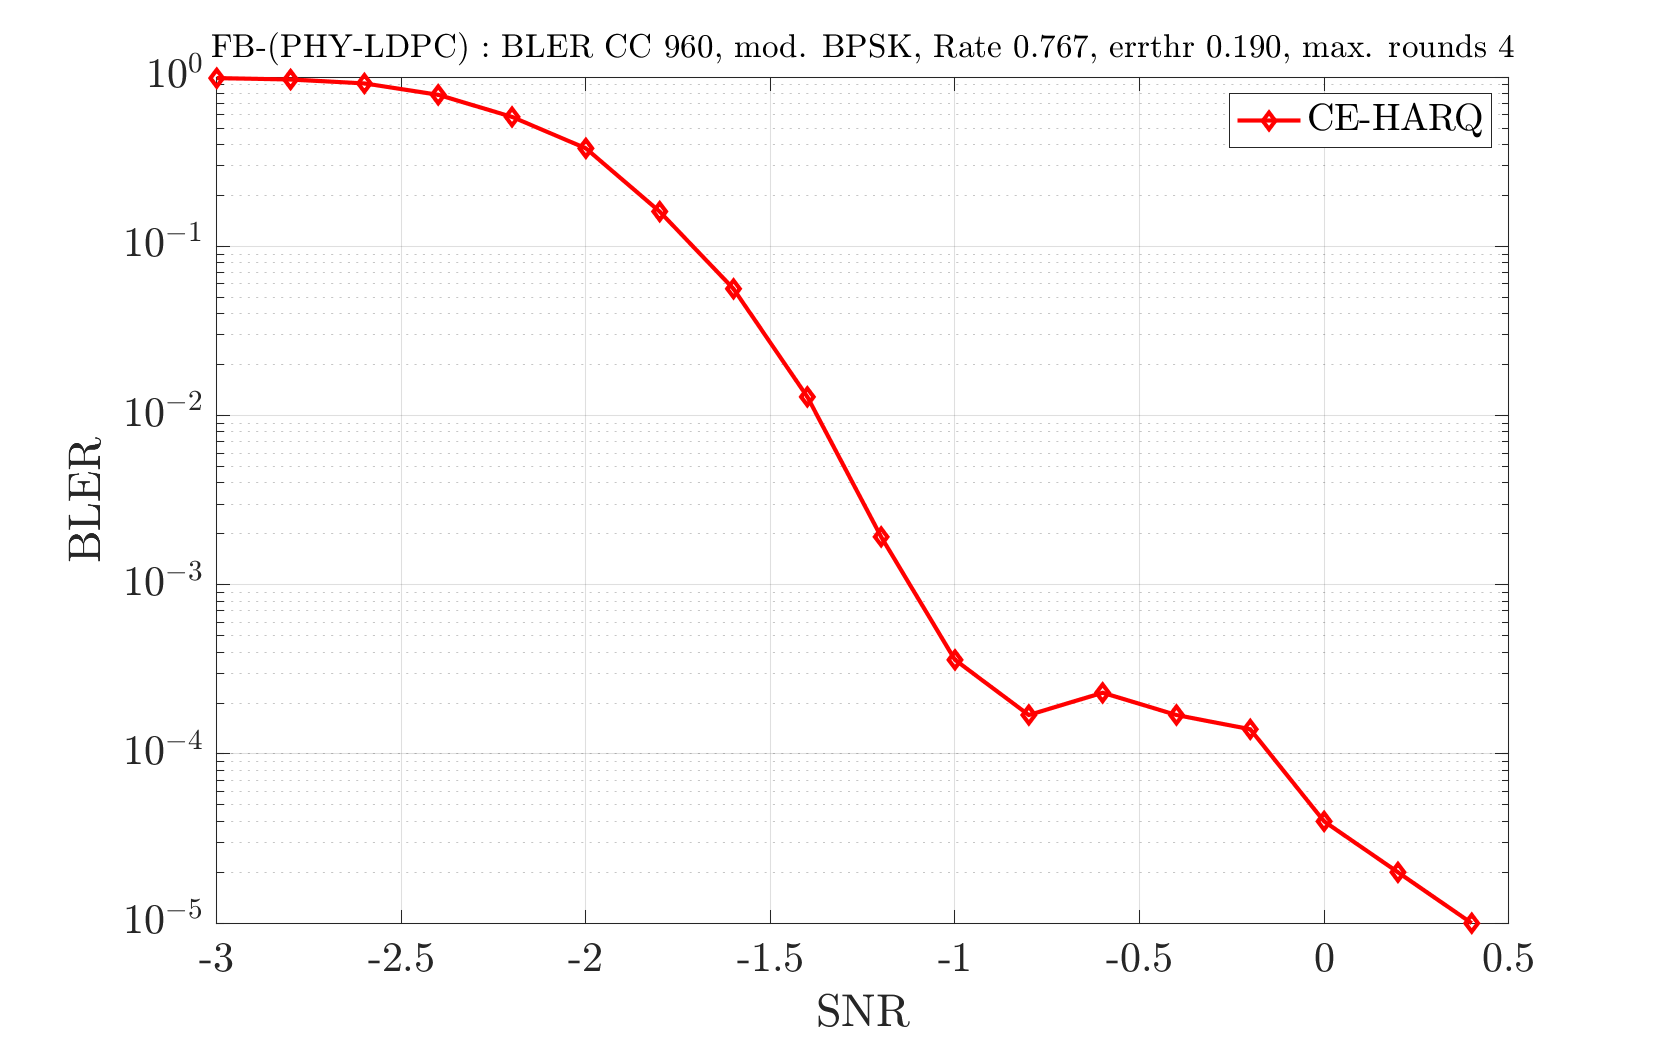 FB-(PHY-LDPC) : BLER CC 960, mod. BPSK, Rate 0.767, errthr 0.190, max. rounds 4
CE-HARQ
10^0
10^−1
10^−2
10^−3
10^−4
10^−5
BLER
-3 -2.5 -2 -1.5 -1 -0.5 0 0.5
SNR